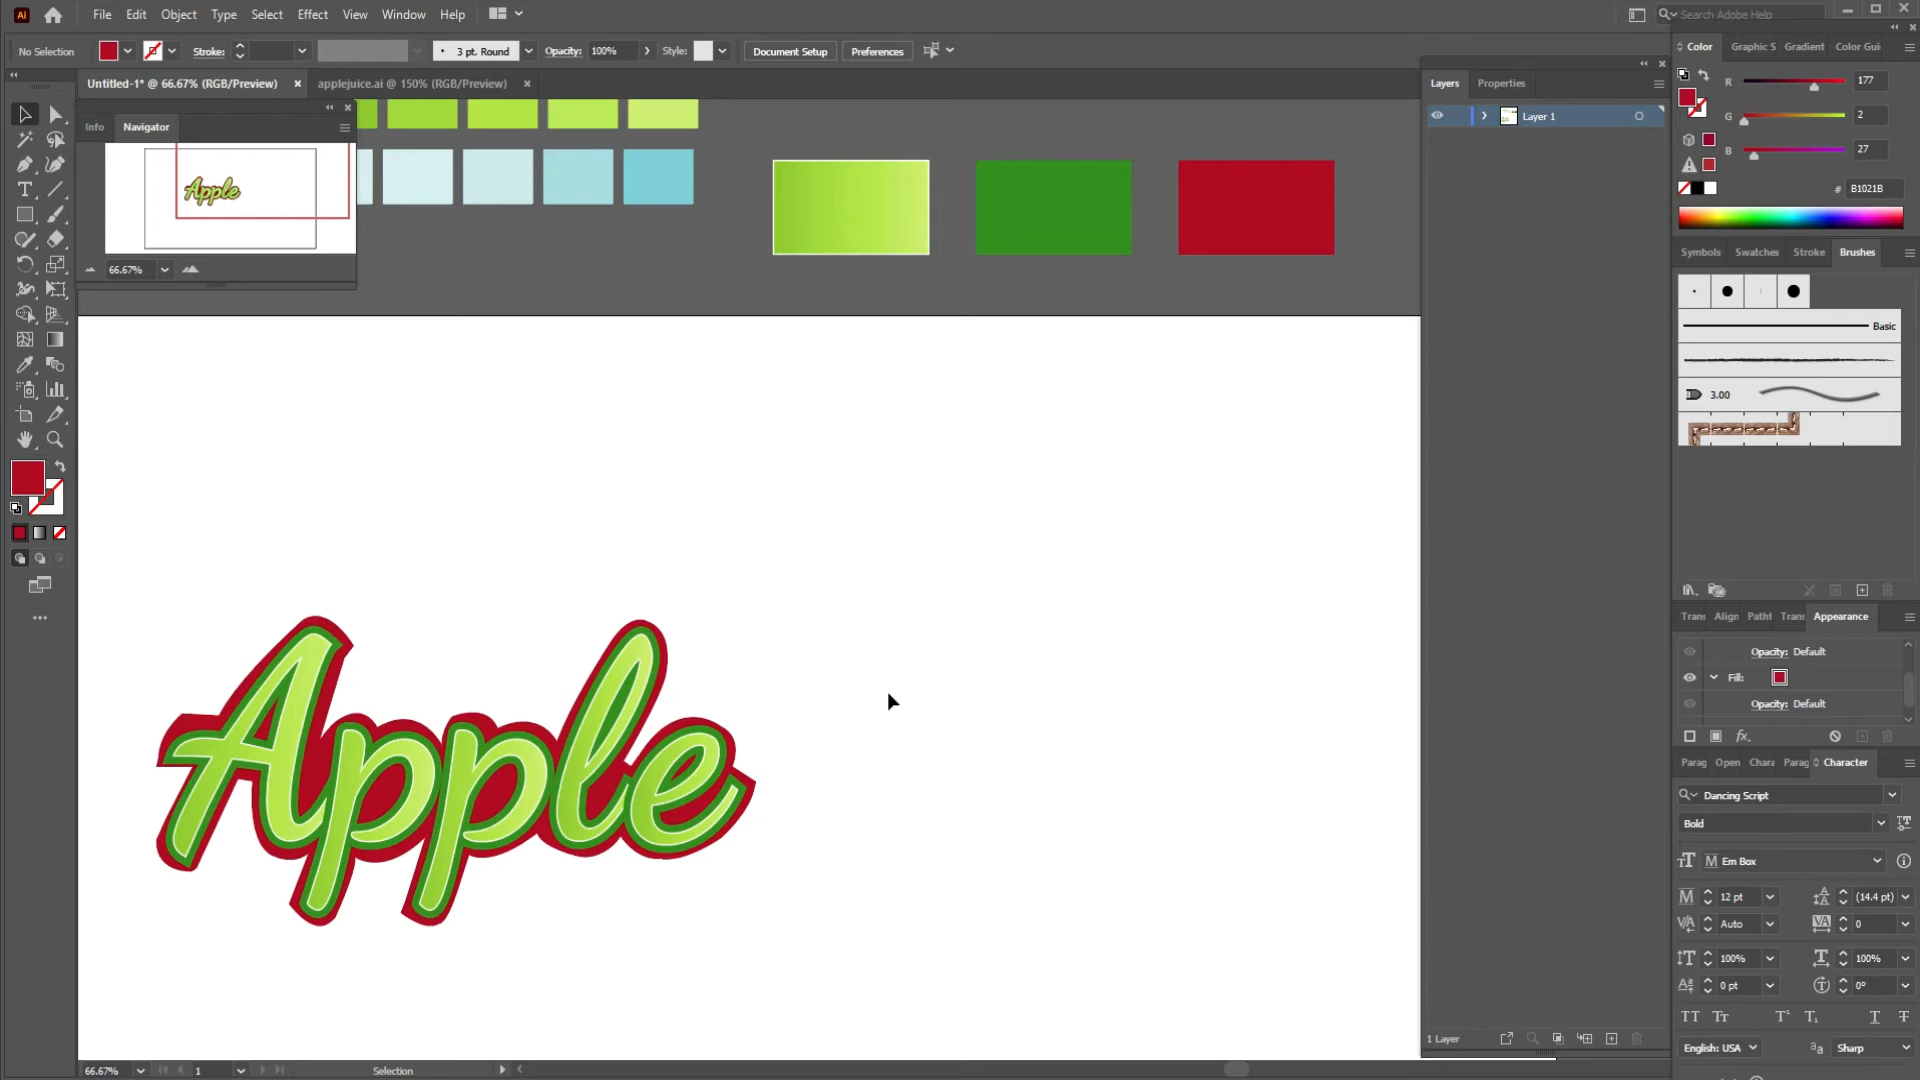 Ai File Edit Object Type Select Effect View Window Help Search Adobe Help
No Selection Stroke: 3 pt. Round Opacity: 100% Style: Document Setup Preferences
Untitled-1* @ 66.67% (RGB/Preview) applejuice.ai @ 150% (RGB/Preview)
Info Navigator
Apple
66.67%
Layers Properties
Layer 1
Color Graphic S Gradient Color Gui
R 177
G 2
B 27
# B1021B
Symbols Swatches Stroke Brushes
Basic
3.00
Tran: Align Pathf Tran: Appearance
Opacity: Default
Fill:
Opacity: Default
Parag Open Chara Parag Character
Dancing Script
Bold
Em Box
12 pt (14.4 pt)
Auto 0
100% 100%
0 pt 0°
English: USA Sharp
Apple
1 Layer
66.67% 1 Selection